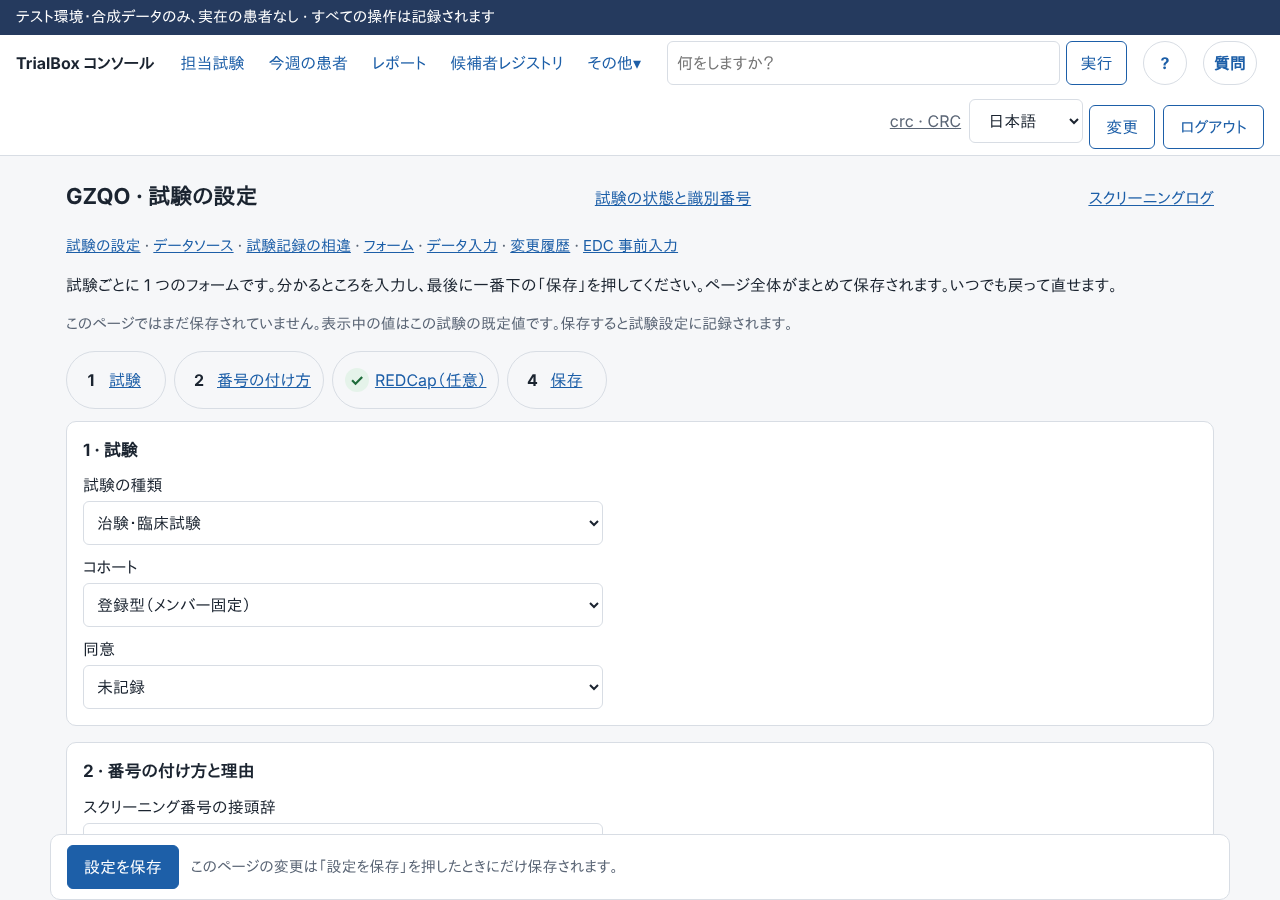 テスト環境・合成データのみ、実在の患者なし · すべての操作は記録されます
TrialBox コンソール 担当試験 今週の患者 レポート 候補者レジストリ その他▾ 何をしますか? 実行 ? 質問
crc · CRC 日本語 変更 ログアウト
GZQO · 試験の設定 試験の状態と識別番号 スクリーニングログ
試験の設定 · データソース · 試験記録の相違 · フォーム · データ入力 · 変更履歴 · EDC 事前入力
試験ごとに 1 つのフォームです。分かるところを入力し、最後に一番下の「保存」を押してください。ページ全体がまとめて保存されます。いつでも戻って直せます。
このページではまだ保存されていません。表示中の値はこの試験の既定値です。保存すると試験設定に記録されます。
1 試験 2 番号の付け方 ✓ REDCap(任意) 4 保存
1 · 試験
試験の種類
治験・臨床試験
コホート
登録型(メンバー固定)
同意
未記録
2 · 番号の付け方と理由
スクリーニング番号の接頭辞
設定を保存 このページの変更は「設定を保存」を押したときにだけ保存されます。